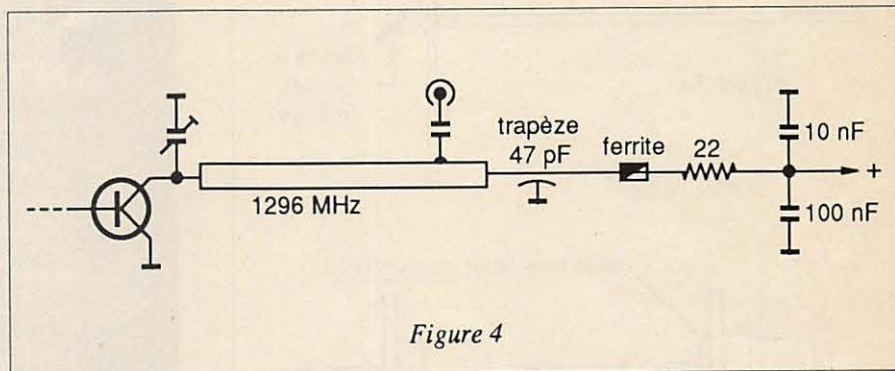 trapèze
47 pF
ferrite
22
10 nF
+
100 nF
1296 MHz
Figure 4